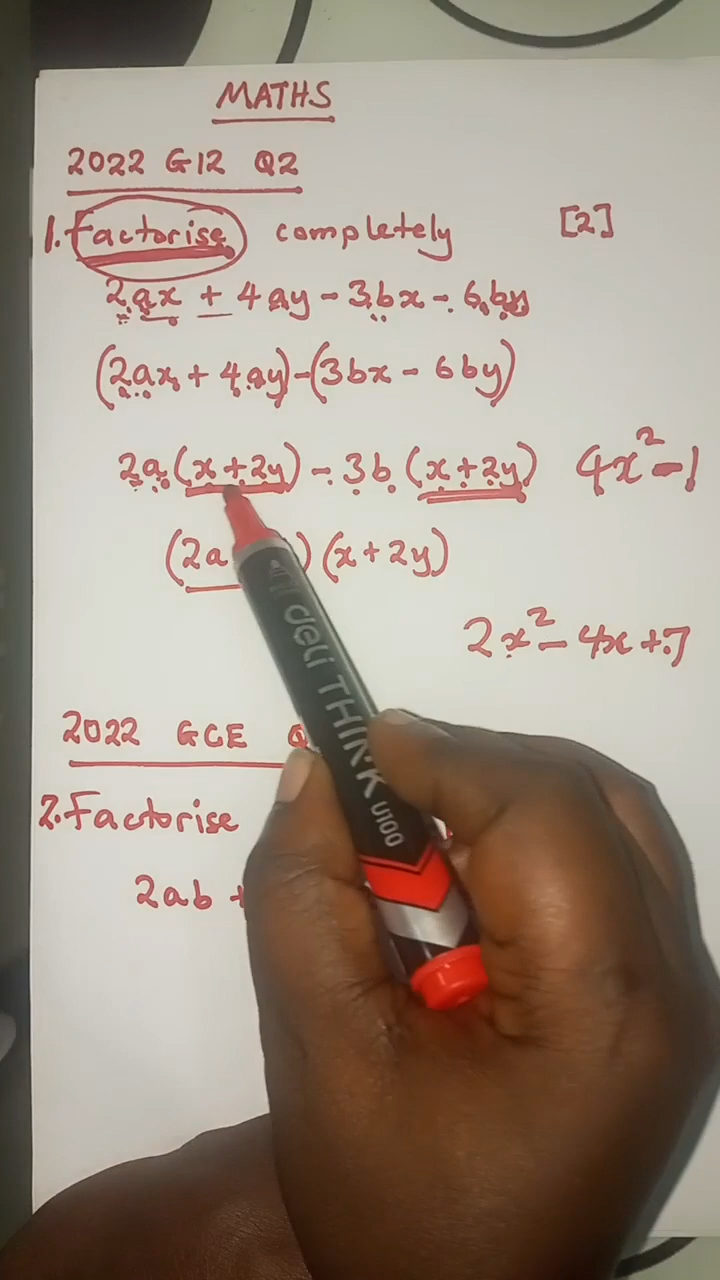 MATHS
2022 G12 Q2
1. Factorise completely [2]
2ax + 4ay - 3bx - 6by
(2ax + 4ay) - (3bx - 6by)
2a(x + 2y) - 3b(x + 2y)
4x² - 1
(2a ) (x + 2y)
2x² - 4x + 7
2022 GCE Q
2. Factorise
2ab +
deli THINK U100